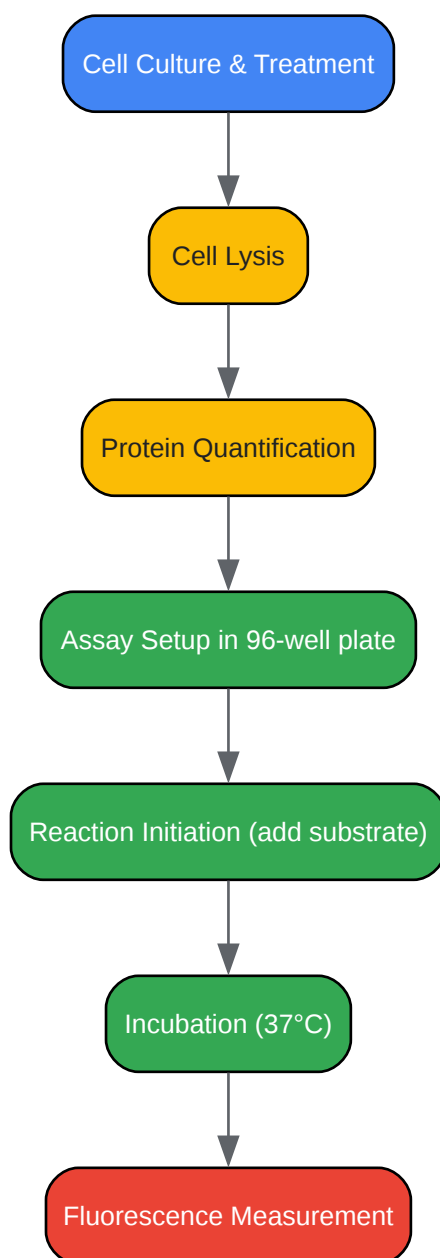 Cell Culture & Treatment
Cell Lysis
Protein Quantification
Assay Setup in 96-well plate
Reaction Initiation (add substrate)
Incubation (37°C)
Fluorescence Measurement